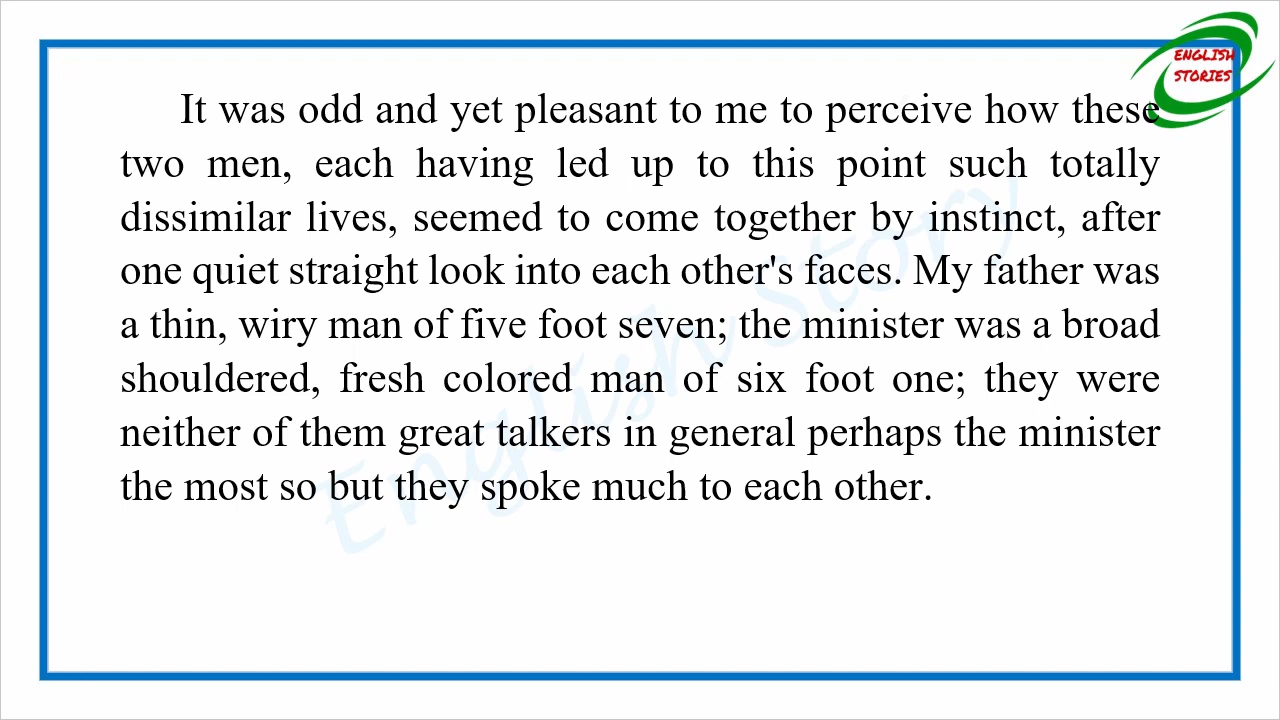 ENGLISH
STORIES
It was odd and yet pleasant to me to perceive how these
two men, each having led up to this point such totally
dissimilar lives, seemed to come together by instinct, after
one quiet straight look into each other's faces. My father was
a thin, wiry man of five foot seven; the minister was a broad
shouldered, fresh colored man of six foot one; they were
neither of them great talkers in general perhaps the minister
the most so but they spoke much to each other.
English Story